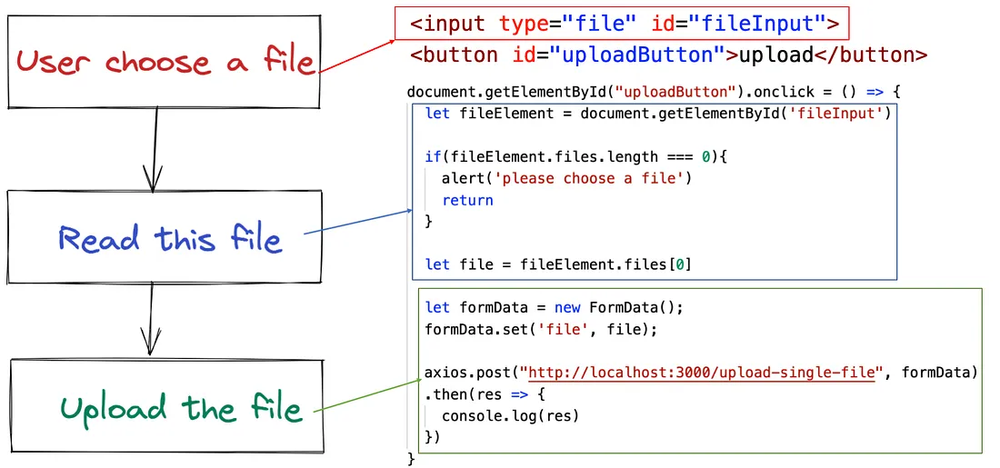 User choose a file
Read this file
Upload the file
<input type="file" id="fileInput">
<button id="uploadButton">upload</button>
document.getElementById("uploadButton").onclick = () => {
let fileElement = document.getElementById('fileInput')
if(fileElement.files.length === 0){
alert('please choose a file')
return
}
let file = fileElement.files[0]
let formData = new FormData();
formData.set('file', file);
axios.post("http://localhost:3000/upload-single-file", formData)
.then(res => {
console.log(res)
})
}